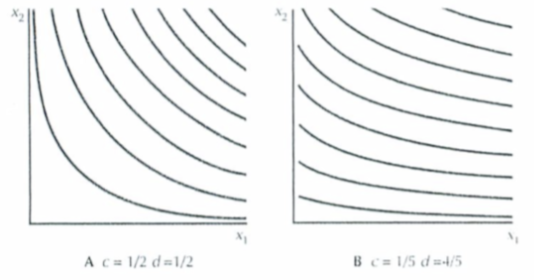 x2 x2
x1 x1
A c = 1/2 d =1/2 B c = 1/5 d =4/5